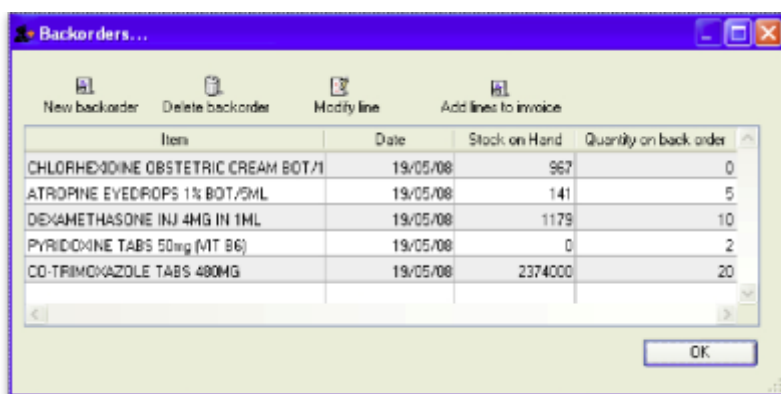 Backorders...
New backorder Delete backorder Modify line Add lines to invoice
Item Date Stock on Hand Quantity on back order
CHLORHEXIDINE OBSTETRIC CREAM BOT/1 19/05/08 967 0
ATROPINE EYEDROPS 1% BOT/5ML 19/05/08 141 5
DEXAMETHASONE INJ 4MG IN 1ML 19/05/08 1179 10
PYRIDOXINE TABS 50mg (VIT B6) 19/05/08 0 2
CO-TRIMOXAZOLE TABS 480MG 19/05/08 2374000 20
OK